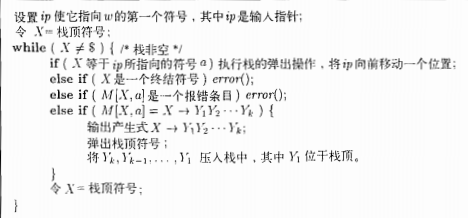 设置 ip 使它指向 w 的第一个符号，其中 ip 是输入指针;
令 X= 栈顶符号;
while ( X ≠ $ ) { /* 栈非空 */
if ( X 等于 ip 所指向的符号 a ) 执行栈的弹出操作，将 ip 向前移动一个位置;
else if ( X 是一个终结符号 ) error();
else if ( M[X,a] 是一个报错条目 ) error();
else if ( M[X,a] = X → Y₁Y₂⋯Yₖ ) {
输出产生式 X → Y₁Y₂⋯Yₖ;
弹出栈顶符号;
将 Yₖ,Yₖ₋₁,…,Y₁ 压入栈中，其中 Y₁ 位于栈顶。
}
令 X= 栈顶符号;
}